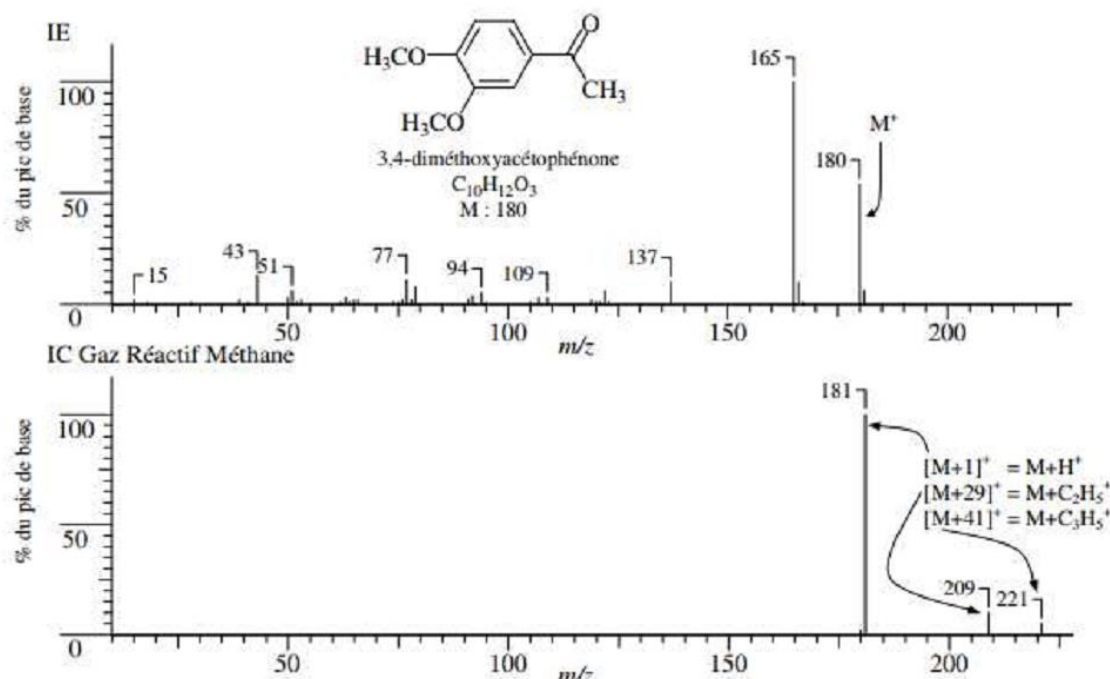 IE
% du pic de base
100
50
0
H₃CO
H₃CO
O
CH₃
3,4-diméthoxyacétophénone
C₁₀H₁₂O₃
M : 180
15
43
51
77
94
109
137
165
180
M⁺
50
100
150
200
m/z
IC Gaz Réactif Méthane
% du pic de base
100
50
0
181
[M+1]⁺ = M+H⁺
[M+29]⁺ = M+C₂H₅⁺
[M+41]⁺ = M+C₃H₅⁺
209
221
50
100
150
200
m/z